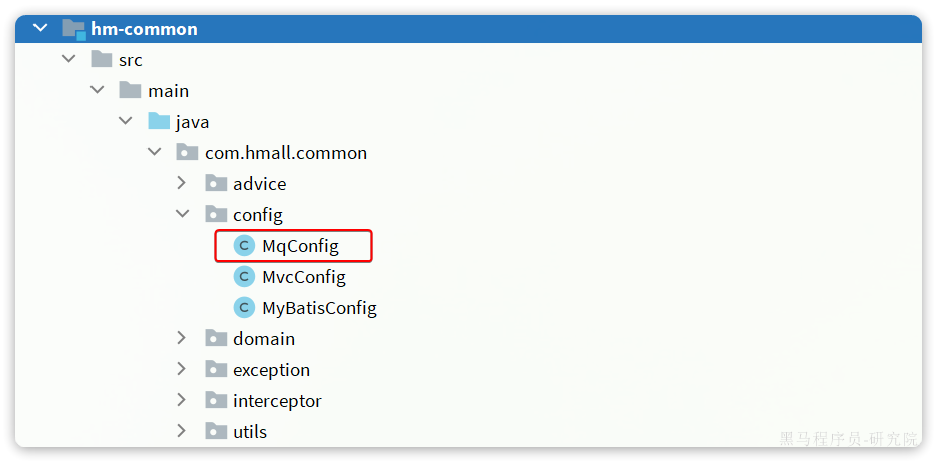 hm-common
src
main
java
com.hmall.common
advice
config
C MqConfig
C MvcConfig
C MyBatisConfig
domain
exception
interceptor
utils
黑马程序员-研究院